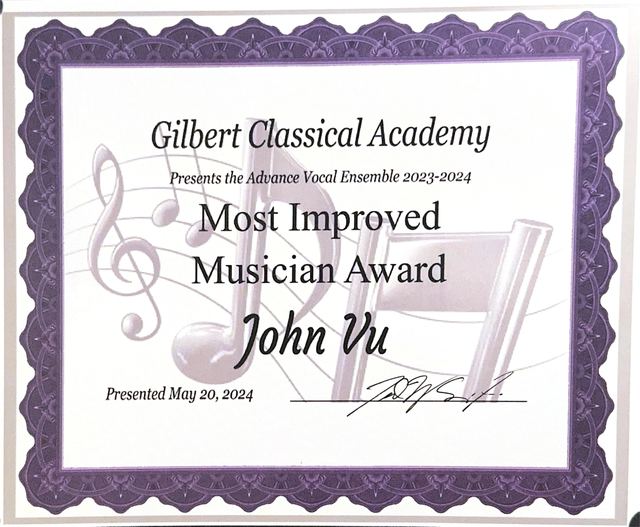 Gilbert Classical Academy
Presents the Advance Vocal Ensemble 2023-2024
Most Improved
Musician Award
John Vu
Presented May 20, 2024